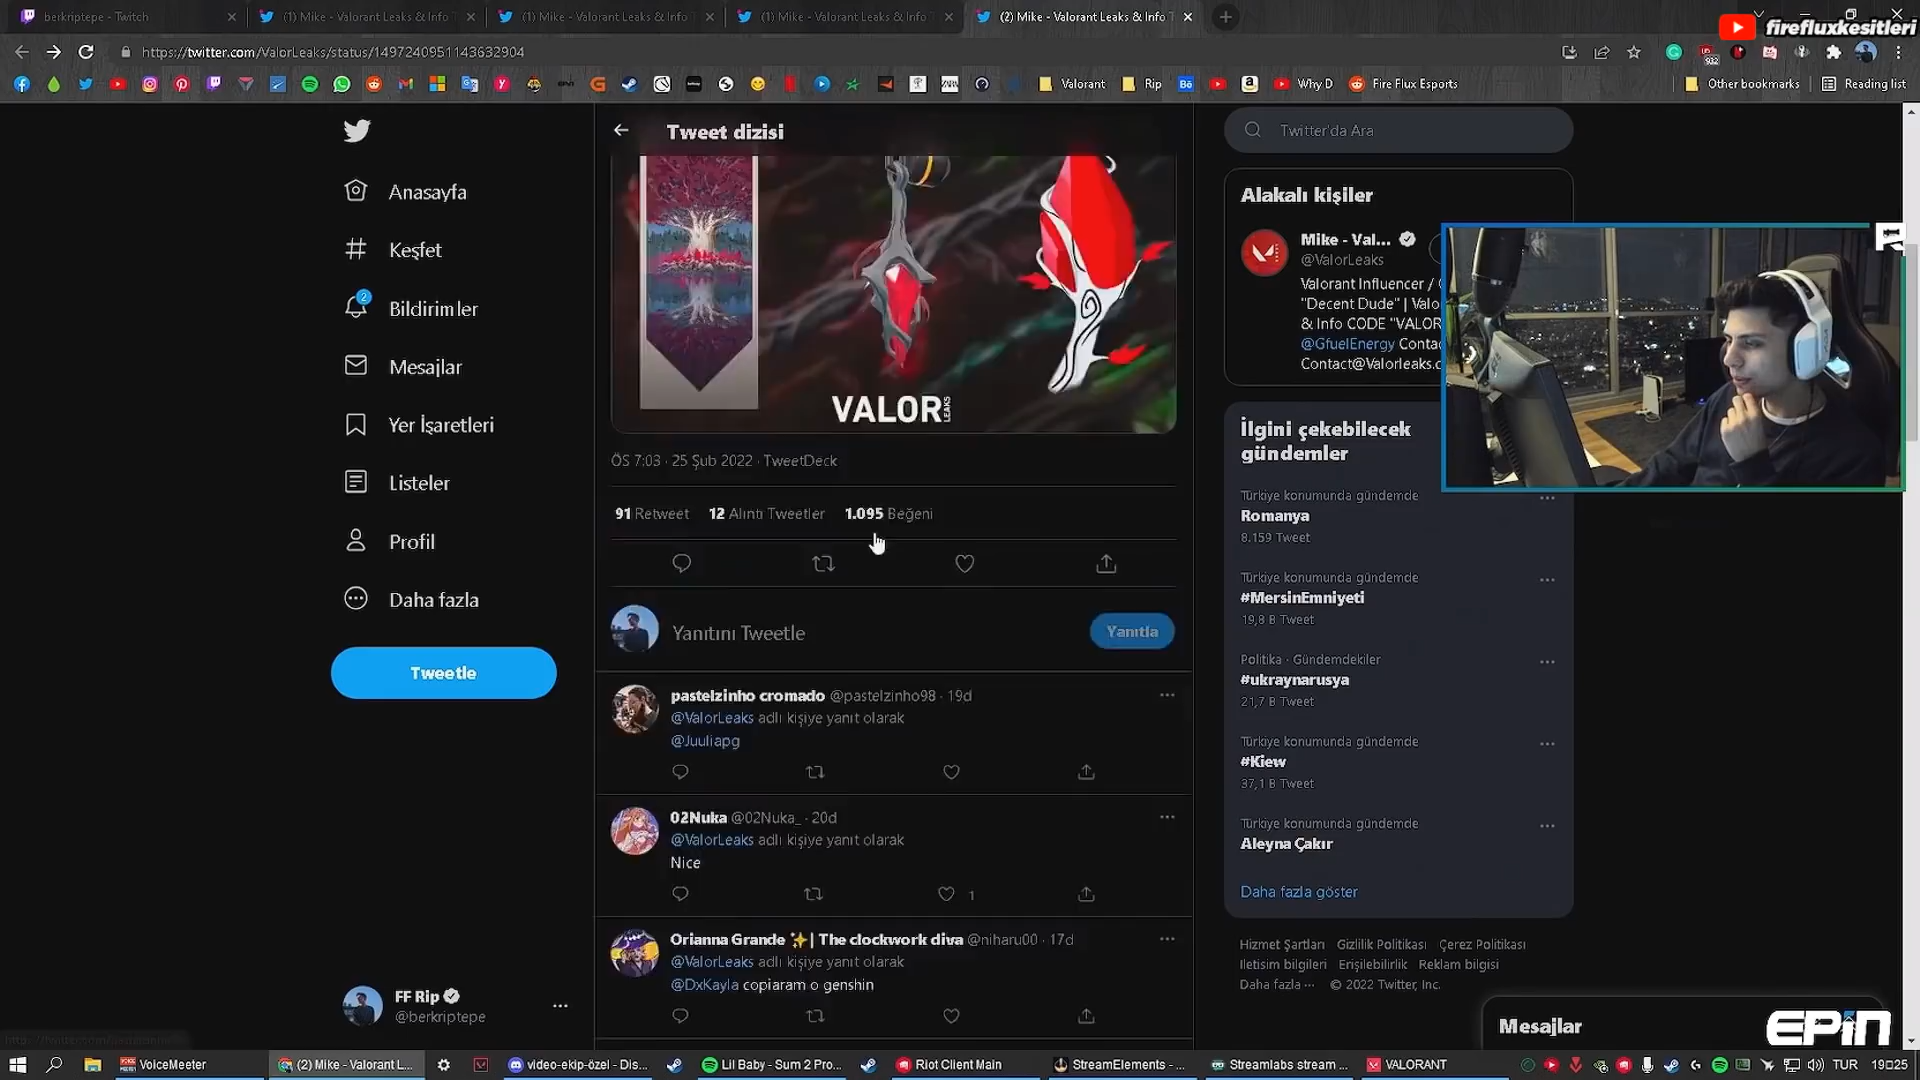 berkriptepe - Twitch
(1) Mike - Valorant Leaks & Info
(1) Mike - Valorant Leaks & Info
(1) Mike - Valorant Leaks & Info
(2) Mike - Valorant Leaks & Info
firefluxkesitleri
https://twitter.com/ValorLeaks/status/1497240951143632904
Valorant
Rip
Why D
Fire Flux Esports
Other bookmarks
Reading list
Tweet dizisi
Twitter'da Ara
Anasayfa
Keşfet
2
Bildirimler
Mesajlar
Yer İşaretleri
Listeler
Profil
Daha fazla
Tweetle
FF Rip
@berkriptepe
VALOR
LEAKS
ÖS 7:03 · 25 Şub 2022 · TweetDeck
91 Retweet 12 Alıntı Tweetler 1.095 Beğeni
Yanıtını Tweetle
Yanıtla
pastelzinho cromado @pastelzinho98 · 19d
@ValorLeaks adlı kişiye yanıt olarak
@Juuliapg
02Nuka @02Nuka_ · 20d
@ValorLeaks adlı kişiye yanıt olarak
Nice
1
Orianna Grande ✨| The clockwork diva @niharu00 · 17d
@ValorLeaks adlı kişiye yanıt olarak
@DxKayla copiaram o genshin
Alakalı kişiler
Mike - Val...
@ValorLeaks
Valorant Influencer /
"Decent Dude" | Valo
& Info CODE "VALOR
@GfuelEnergy Contac
Contact@Valorleaks.c
İlgini çekebilecek
gündemler
Türkiye konumunda gündemde
Romanya
8.159 Tweet
Türkiye konumunda gündemde
#MersinEmniyeti
19,8 B Tweet
Politika · Gündemdekiler
#ukraynarusya
21,7 B Tweet
Türkiye konumunda gündemde
#Kiew
37,1 B Tweet
Türkiye konumunda gündemde
Aleyna Çakır
Daha fazla göster
Hizmet Şartları Gizlilik Politikası Çerez Politikası
İletisim bilgileri Erişilebilirlik Reklam bilgisi
Daha fazla ··· © 2022 Twitter, Inc.
Mesajlar
EPIN
VoiceMeeter
(2) Mike - Valorant L...
video-ekip-özel - Dis...
Lil Baby - Sum 2 Pro...
Riot Client Main
StreamElements - ...
Streamlabs stream ...
VALORANT
TUR
19:25